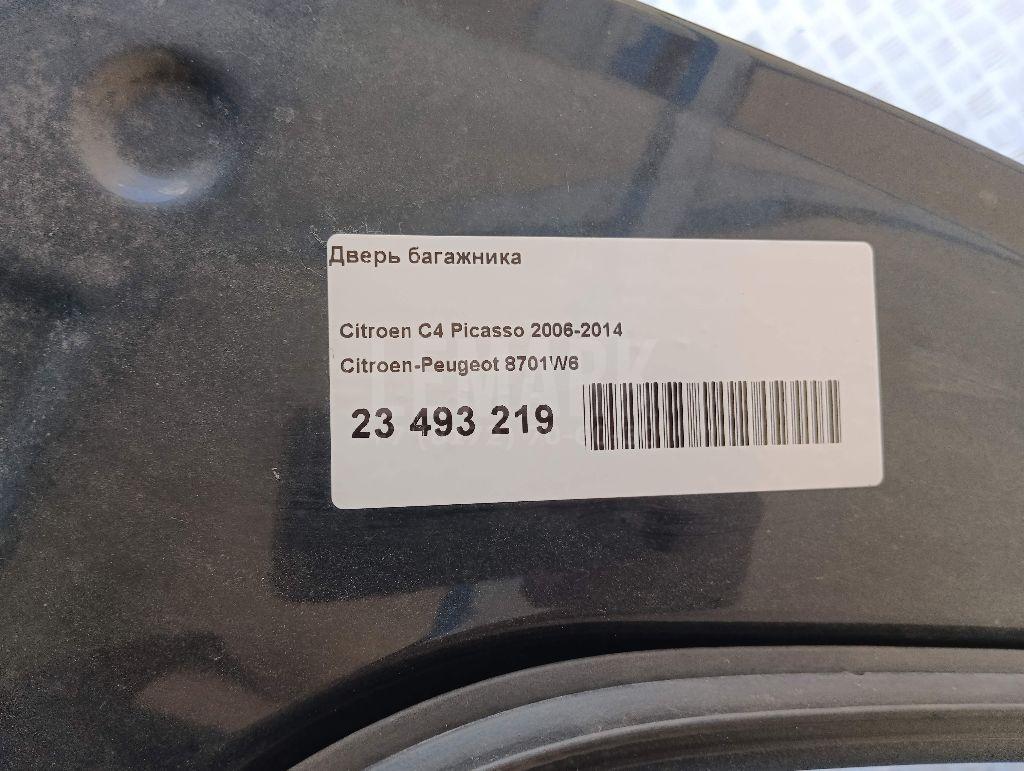 Дверь багажника
Citroen C4 Picasso 2006-2014
Citroen-Peugeot 8701W6
23 493 219